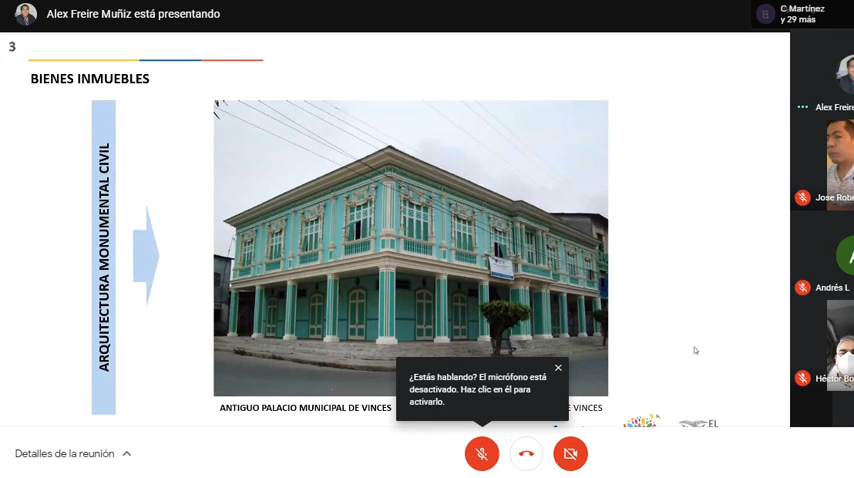 Alex Freire Muñiz está presentando
C Martínez
B
y 29 más
3
BIENES INMUEBLES
ARQUITECTURA MONUMENTAL CIVIL
Alex Freire
Jose Robe
A
Andrés L
Héctor Bo
¿Estás hablando? El micrófono está
desactivado. Haz clic en él para
activarlo.
ANTIGUO PALACIO MUNICIPAL DE VINCES
E VINCES
EL
Detalles de la reunión